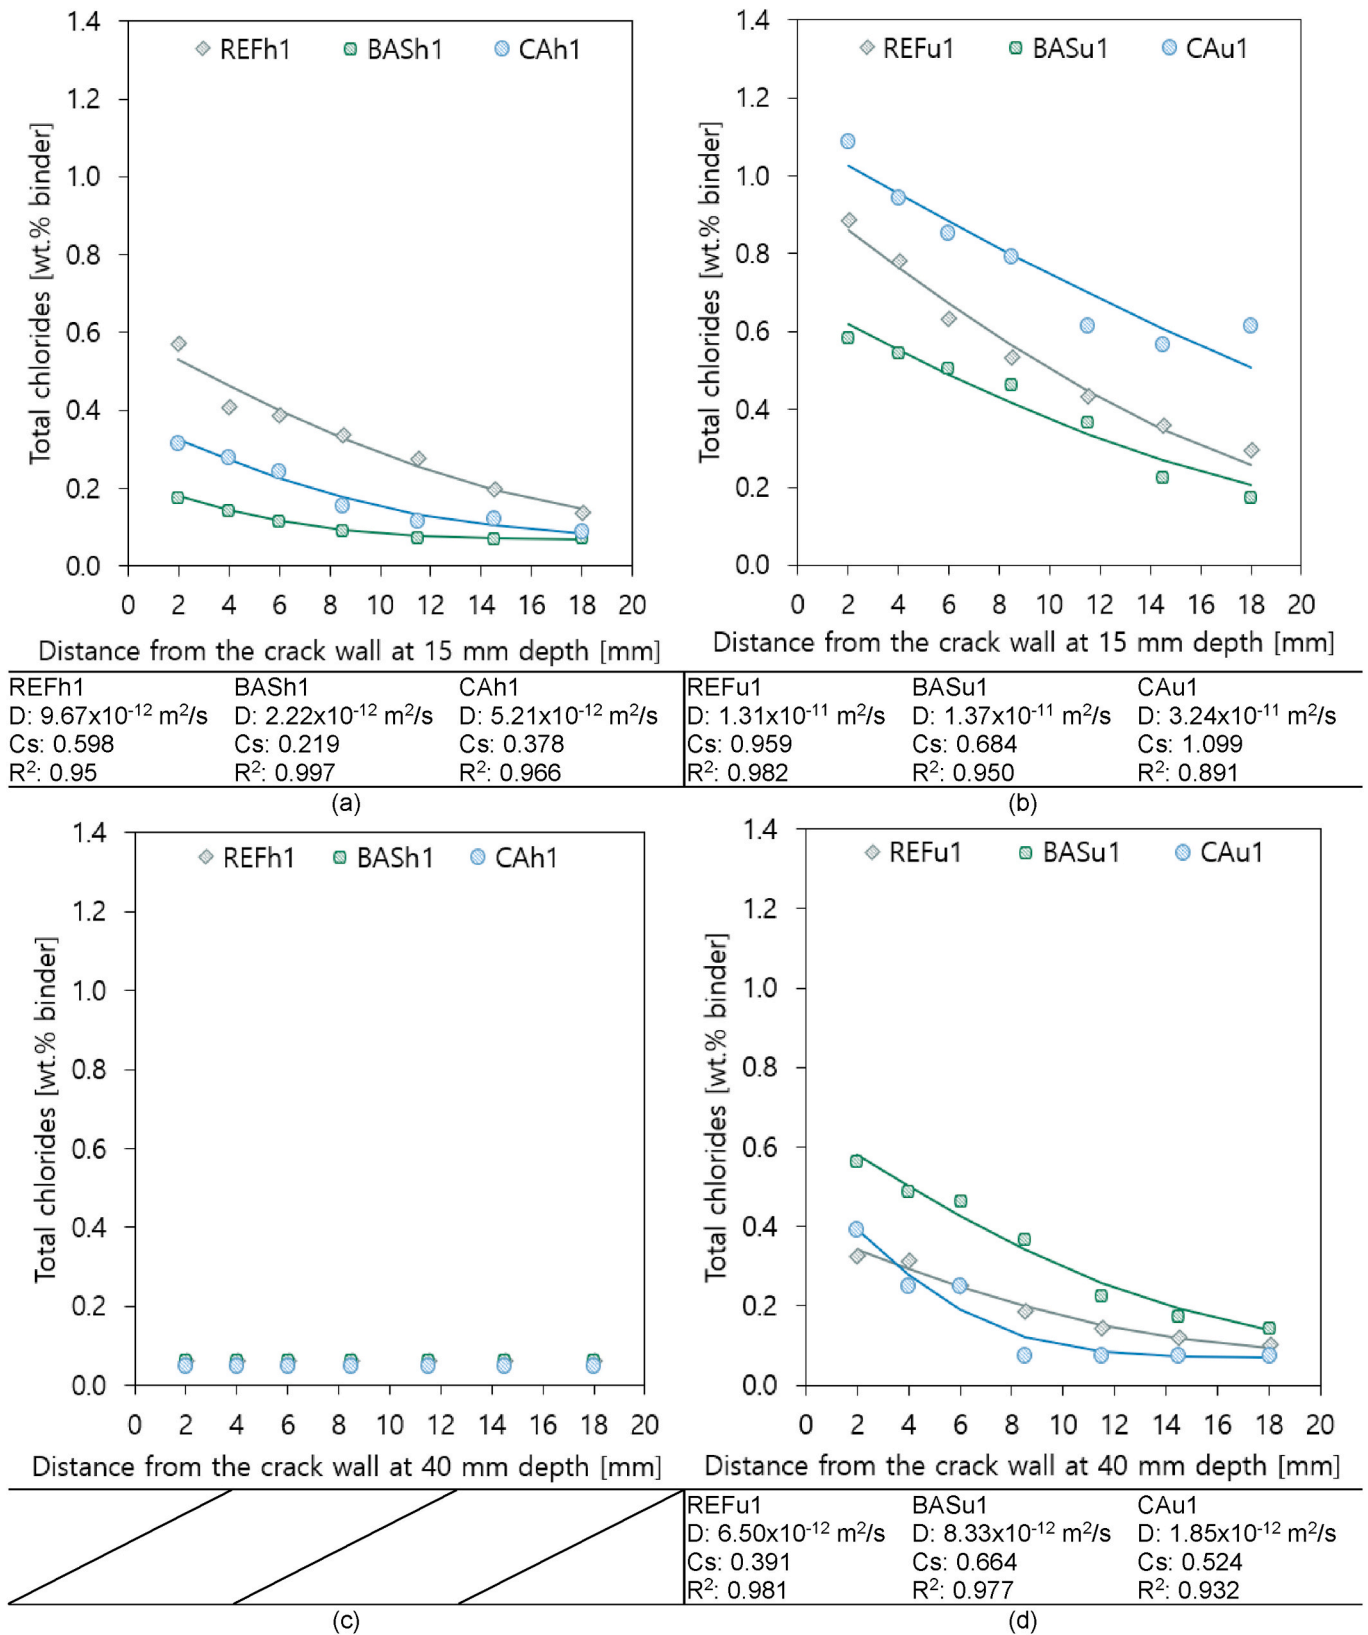 1.4
1.2
1.0
0.8
0.6
0.4
0.2
0.0
Total chlorides [wt.% binder]
REFh1 BASh1 CAh1
0 2 4 6 8 10 12 14 16 18 20
Distance from the crack wall at 15 mm depth [mm]
REFh1 BASh1 CAh1
D: 9.67x10⁻¹² m²/s D: 2.22x10⁻¹² m²/s D: 5.21x10⁻¹² m²/s
Cs: 0.598 Cs: 0.219 Cs: 0.378
R²: 0.95 R²: 0.997 R²: 0.966
(a)
1.4
1.2
1.0
0.8
0.6
0.4
0.2
0.0
Total chlorides [wt.% binder]
REFu1 BASu1 CAu1
0 2 4 6 8 10 12 14 16 18 20
Distance from the crack wall at 15 mm depth [mm]
REFu1 BASu1 CAu1
D: 1.31x10⁻¹¹ m²/s D: 1.37x10⁻¹¹ m²/s D: 3.24x10⁻¹¹ m²/s
Cs: 0.959 Cs: 0.684 Cs: 1.099
R²: 0.982 R²: 0.950 R²: 0.891
(b)
1.4
1.2
1.0
0.8
0.6
0.4
0.2
0.0
Total chlorides [wt.% binder]
REFh1 BASh1 CAh1
0 2 4 6 8 10 12 14 16 18 20
Distance from the crack wall at 40 mm depth [mm]
(c)
1.4
1.2
1.0
0.8
0.6
0.4
0.2
0.0
Total chlorides [wt.% binder]
REFu1 BASu1 CAu1
0 2 4 6 8 10 12 14 16 18 20
Distance from the crack wall at 40 mm depth [mm]
REFu1 BASu1 CAu1
D: 6.50x10⁻¹² m²/s D: 8.33x10⁻¹² m²/s D: 1.85x10⁻¹² m²/s
Cs: 0.391 Cs: 0.664 Cs: 0.524
R²: 0.981 R²: 0.977 R²: 0.932
(d)